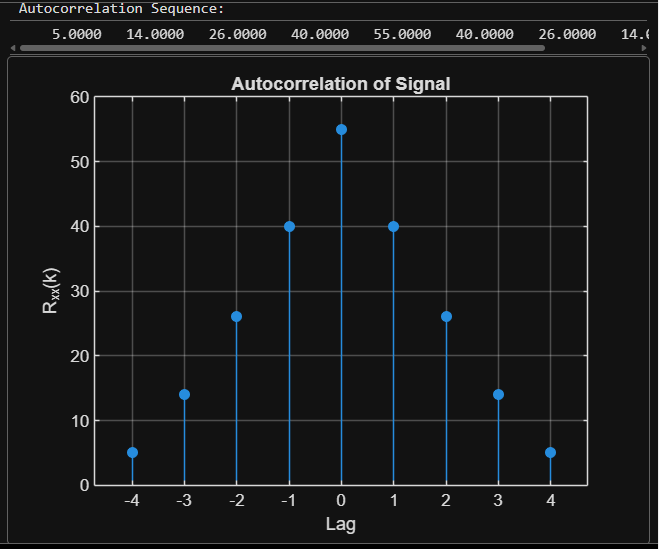 Autocorrelation Sequence:
5.0000 14.0000 26.0000 40.0000 55.0000 40.0000 26.0000
Autocorrelation of Signal
60
50
40
30
20
10
0
Rxx(k)
-4 -3 -2 -1 0 1 2 3 4
Lag